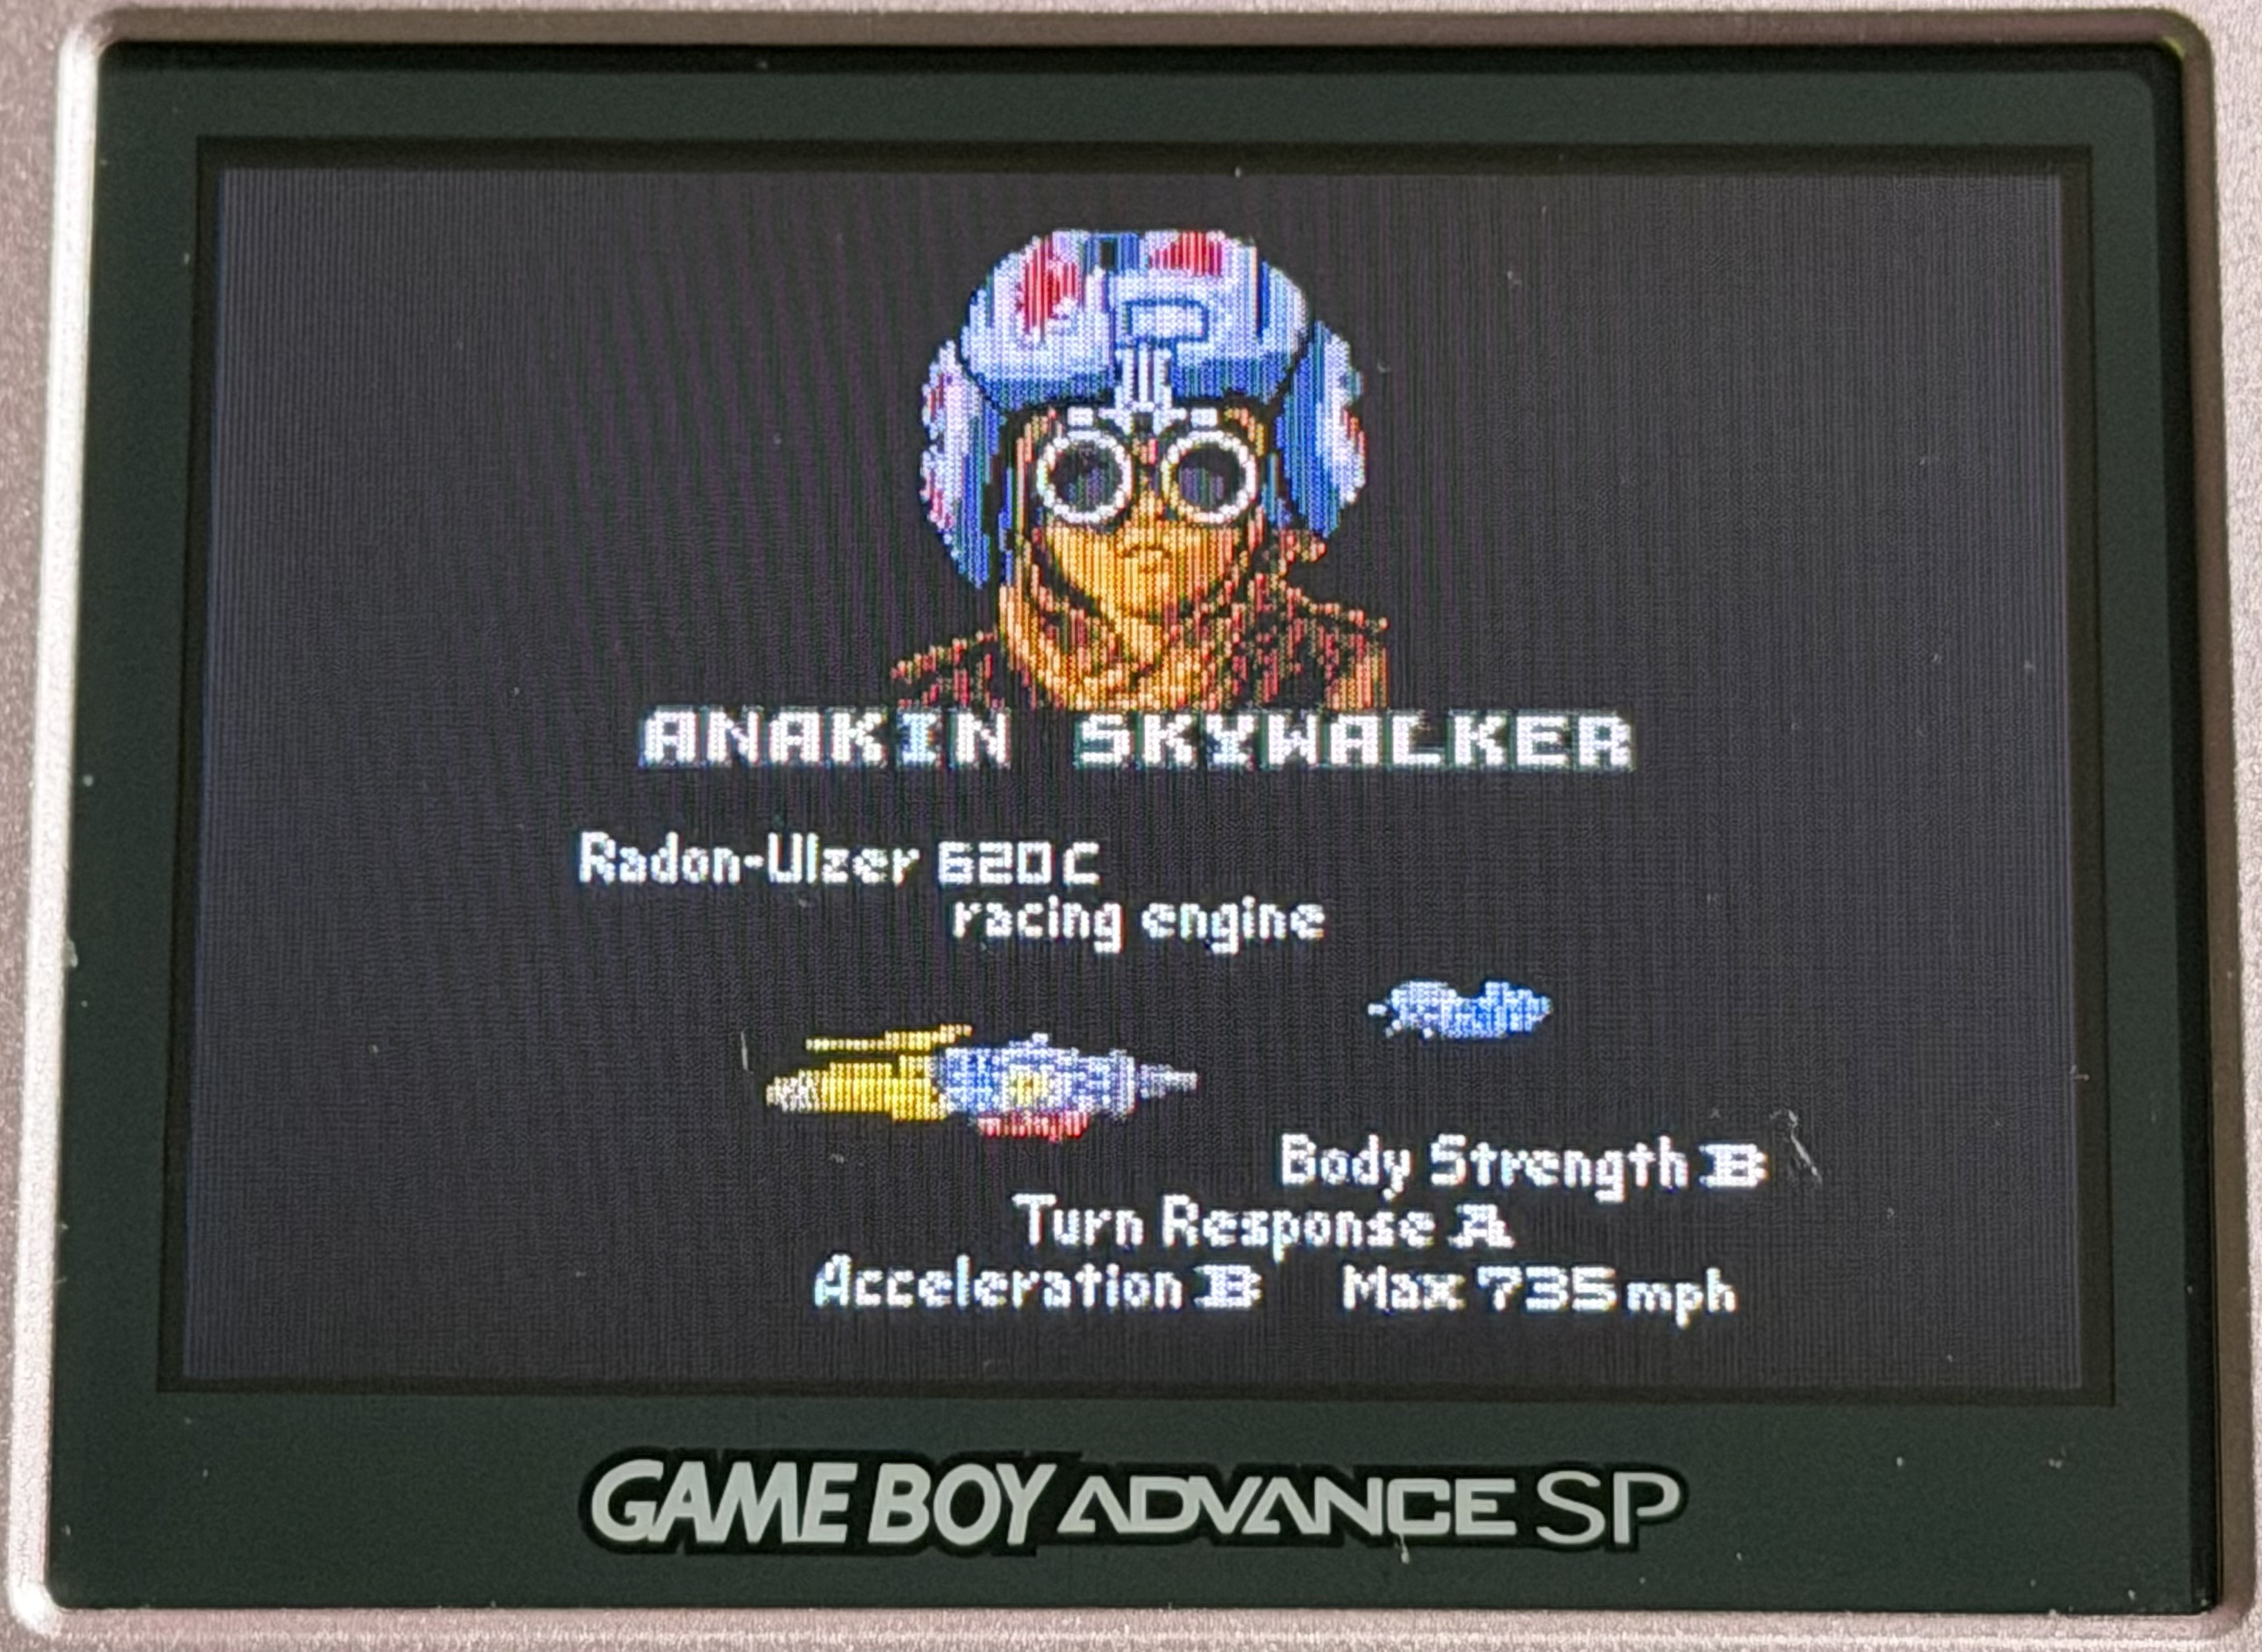 ANAKIN SKYWALKER
Radon-Ulzer 620C
racing engine
Body Strength B
Turn Response A
Acceleration B Max 735 mph
GAME BOY ADVANCE SP